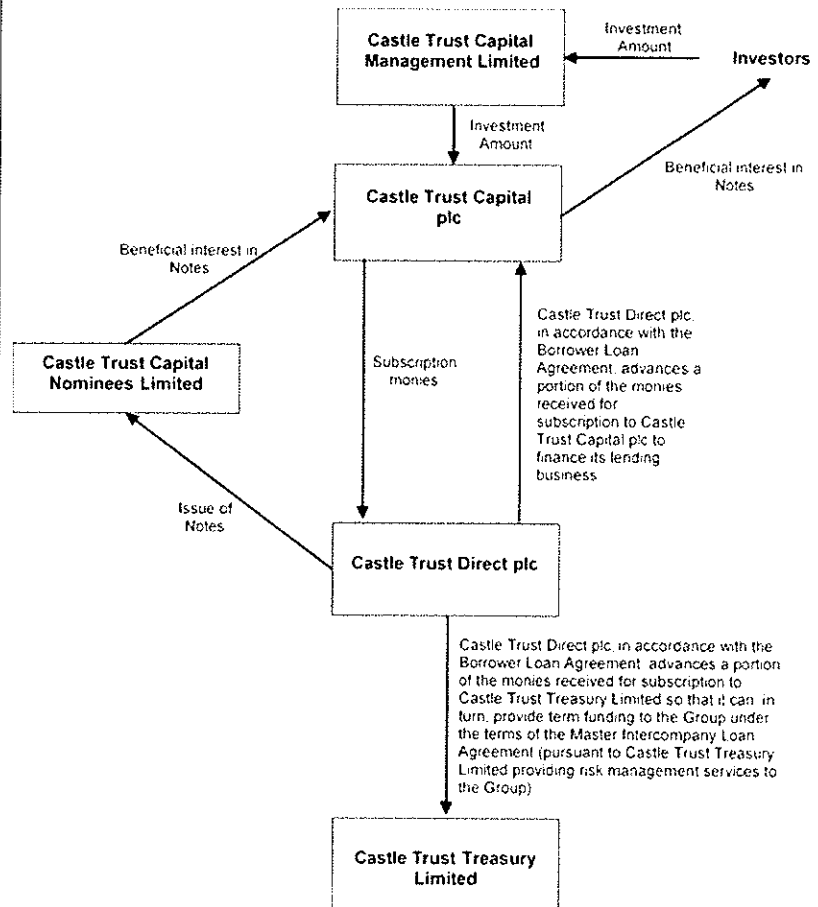 Castle Trust Capital
Management Limited
Investment
Amount
Investors
Investment
Amount
Beneficial interest in
Notes
Castle Trust Capital
plc
Beneficial interest in
Notes
Castle Trust Capital
Nominees Limited
Subscription
monies
Castle Trust Direct plc,
in accordance with the
Borrower Loan
Agreement, advances a
portion of the monies
received for
subscription to Castle
Trust Capital plc to
finance its lending
business
Issue of
Notes
Castle Trust Direct plc
Castle Trust Direct plc, in accordance with the
Borrower Loan Agreement advances a portion
of the monies received for subscription to
Castle Trust Treasury Limited so that it can in
turn, provide term funding to the Group under
the terms of the Master Intercompany Loan
Agreement (pursuant to Castle Trust Treasury
Limited providing risk management services to
the Group)
Castle Trust Treasury
Limited